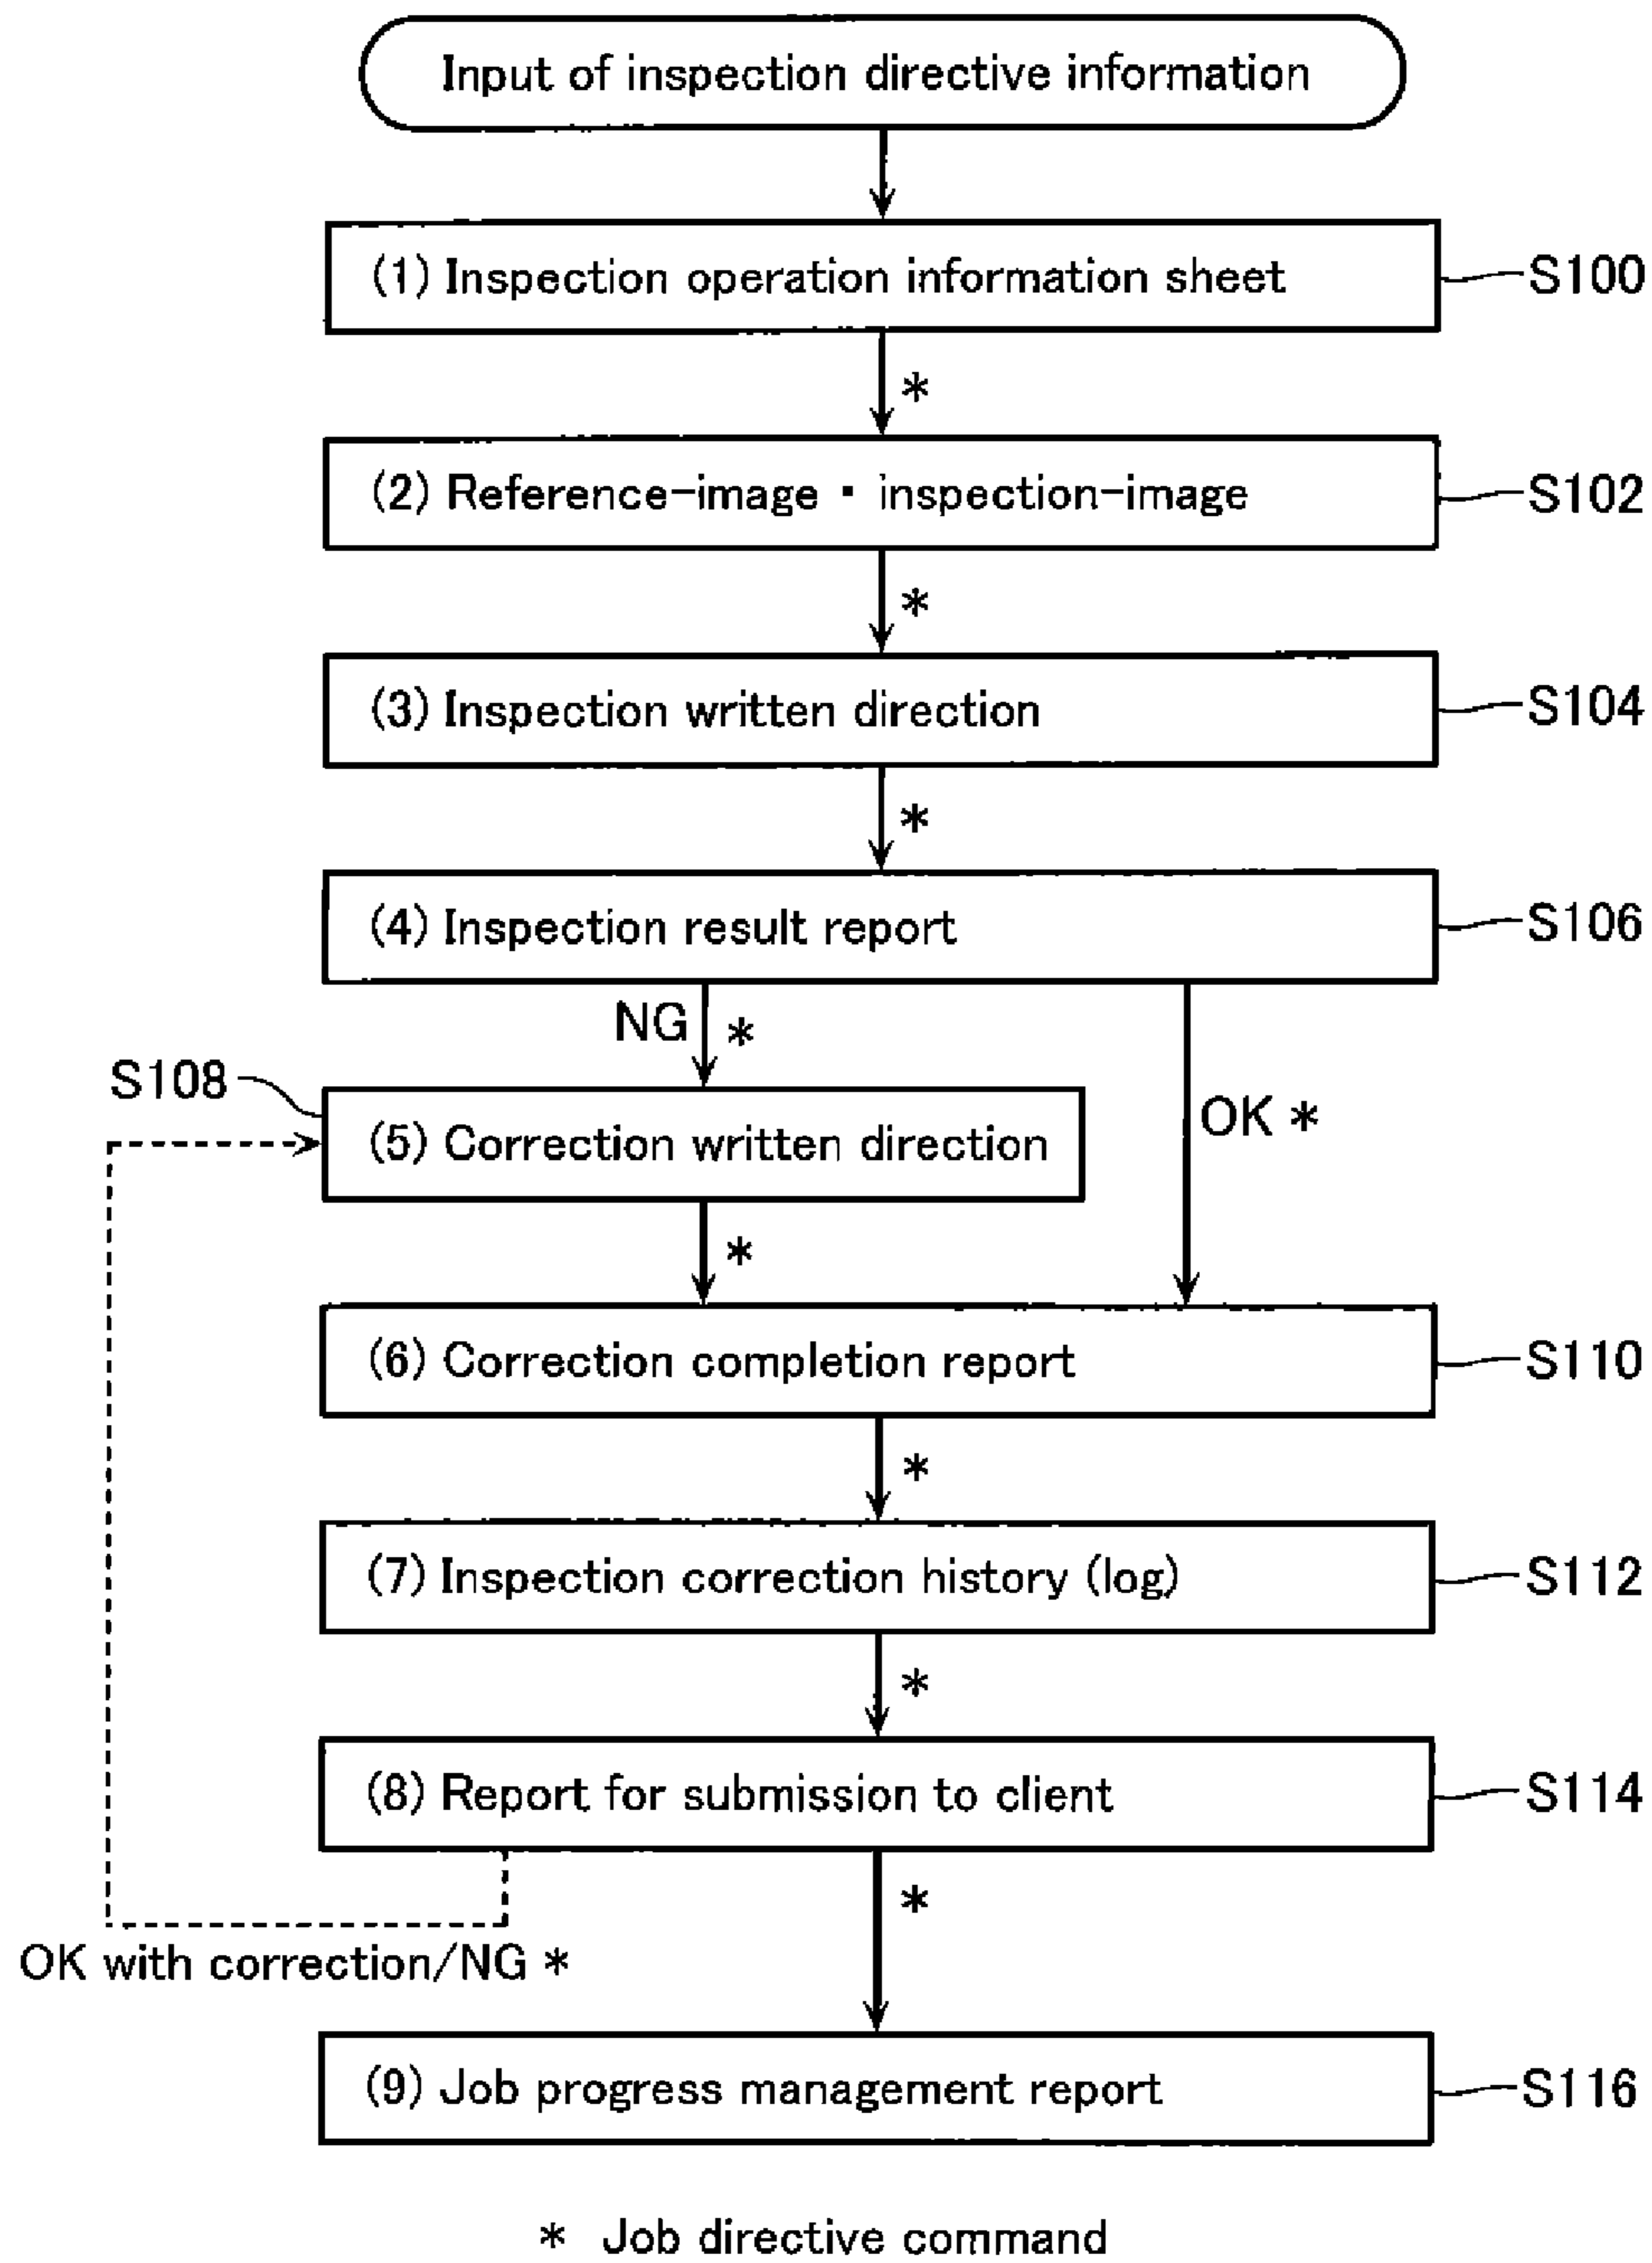 Input of inspection directive information
(1) Inspection operation information sheet
S100
*
(2) Reference-image ・ inspection-image
S102
*
(3) Inspection written direction
S104
*
(4) Inspection result report
S106
NG *
S108
OK *
(5) Correction written direction
*
(6) Correction completion report
S110
*
(7) Inspection correction history (log)
S112
*
(8) Report for submission to client
S114
*
OK with correction/NG *
(9) Job progress management report
S116
* Job directive command